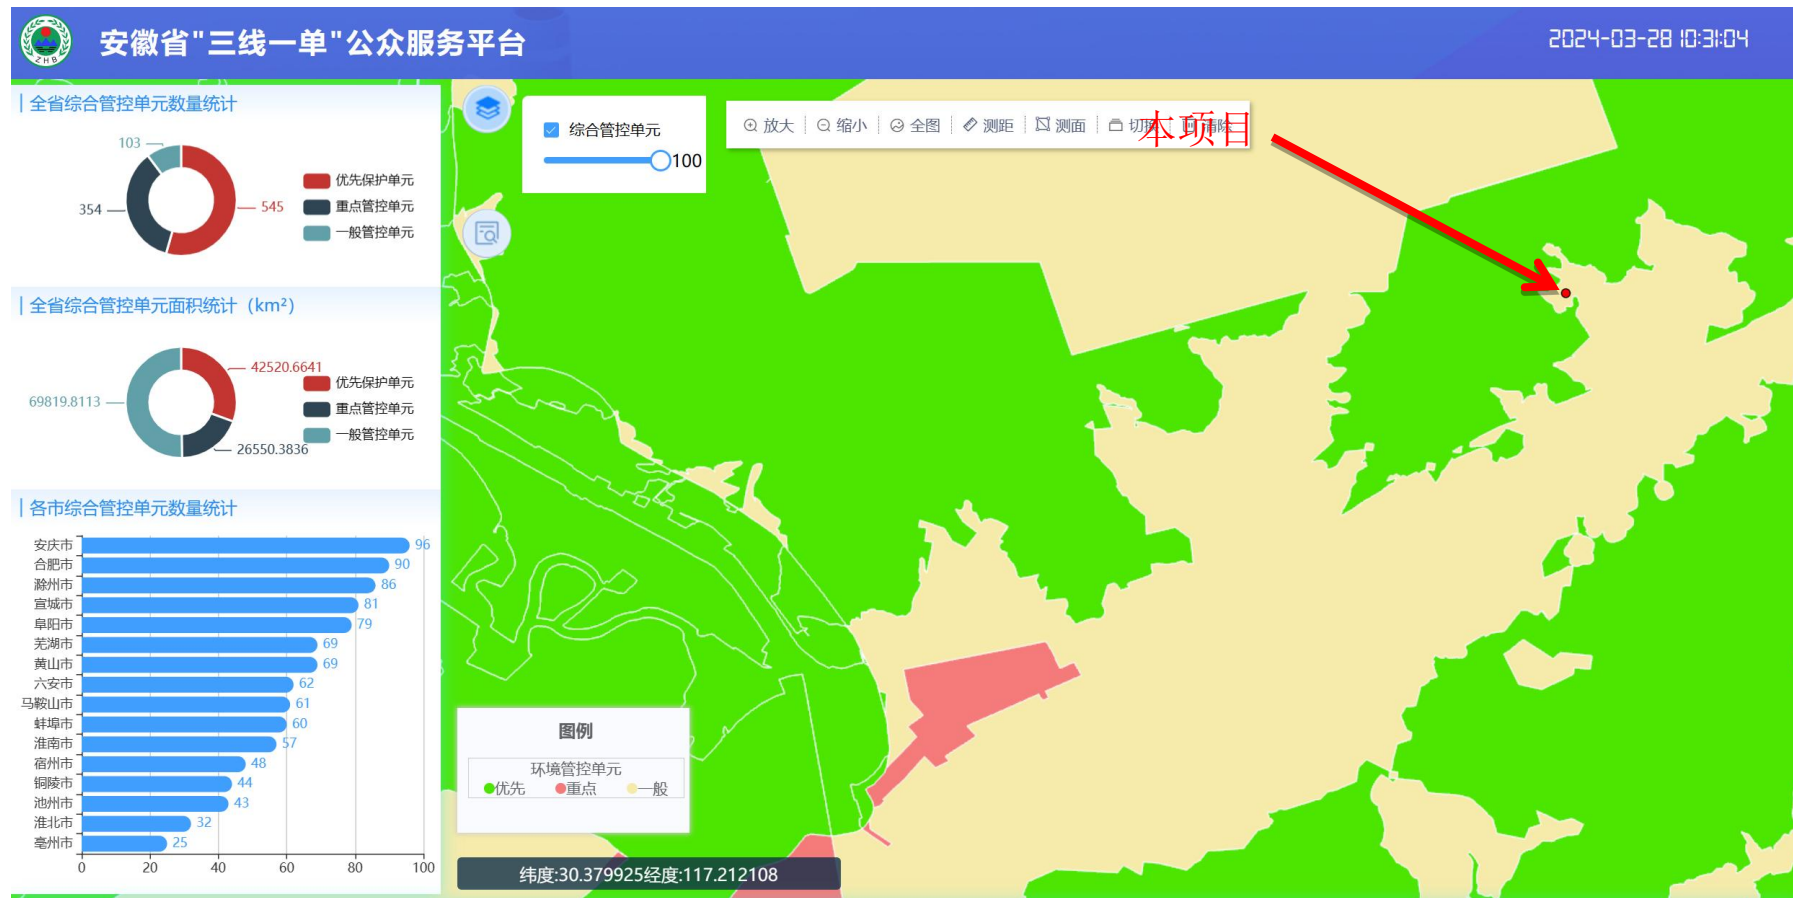 安徽省"三线一单"公众服务平台
2024-03-28 10:31:04
ZHB
全省综合管控单元数量统计
103
354
545
优先保护单元
重点管控单元
一般管控单元
全省综合管控单元面积统计（km²）
42520.6641
69819.8113
26550.3836
优先保护单元
重点管控单元
一般管控单元
各市综合管控单元数量统计
安庆市 96
合肥市 90
滁州市 86
宣城市 81
阜阳市 79
芜湖市 69
黄山市 69
六安市 62
马鞍山市 61
蚌埠市 60
淮南市 57
宿州市 48
铜陵市 44
池州市 43
淮北市 32
亳州市 25
0 20 40 60 80 100
综合管控单元
100
放大 缩小 全图 测距 测面 切换 清除
本项目
图例
环境管控单元
优先 重点 一般
纬度:30.379925经度:117.212108